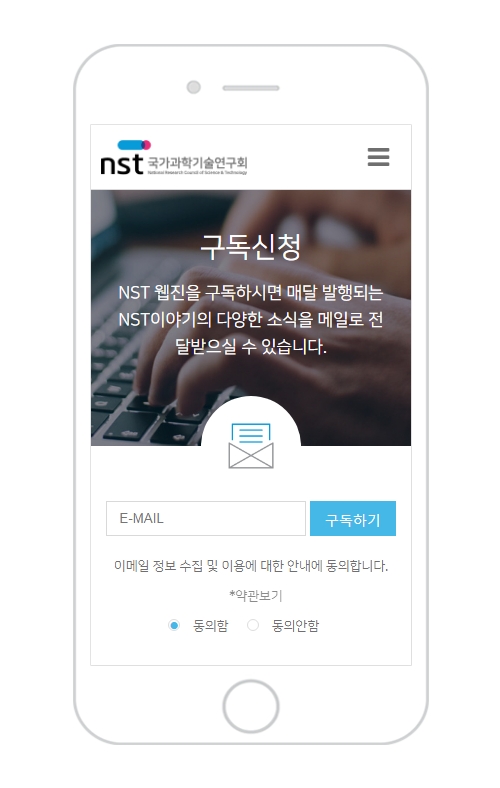 nst 국가과학기술연구회
National Research Council of Science & Technology
구독신청
NST 웹진을 구독하시면 매달 발행되는
NST이야기의 다양한 소식을 메일로 전
달받으실 수 있습니다.
E-MAIL 구독하기
이메일 정보 수집 및 이용에 대한 안내에 동의합니다.
*약관보기
동의함 동의안함